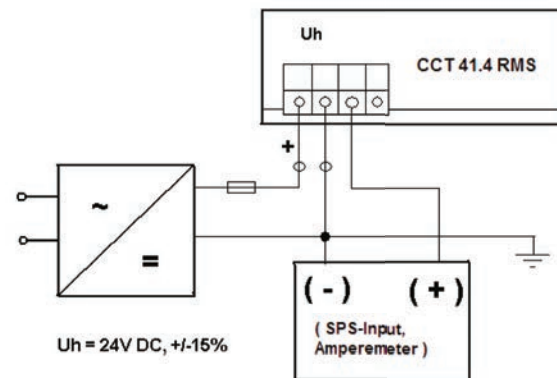 Uh
CCT 41.4 RMS
+
~
=
( - ) ( + )
( SPS-Input,
Amperemeter )
Uh = 24V DC, +/-15%